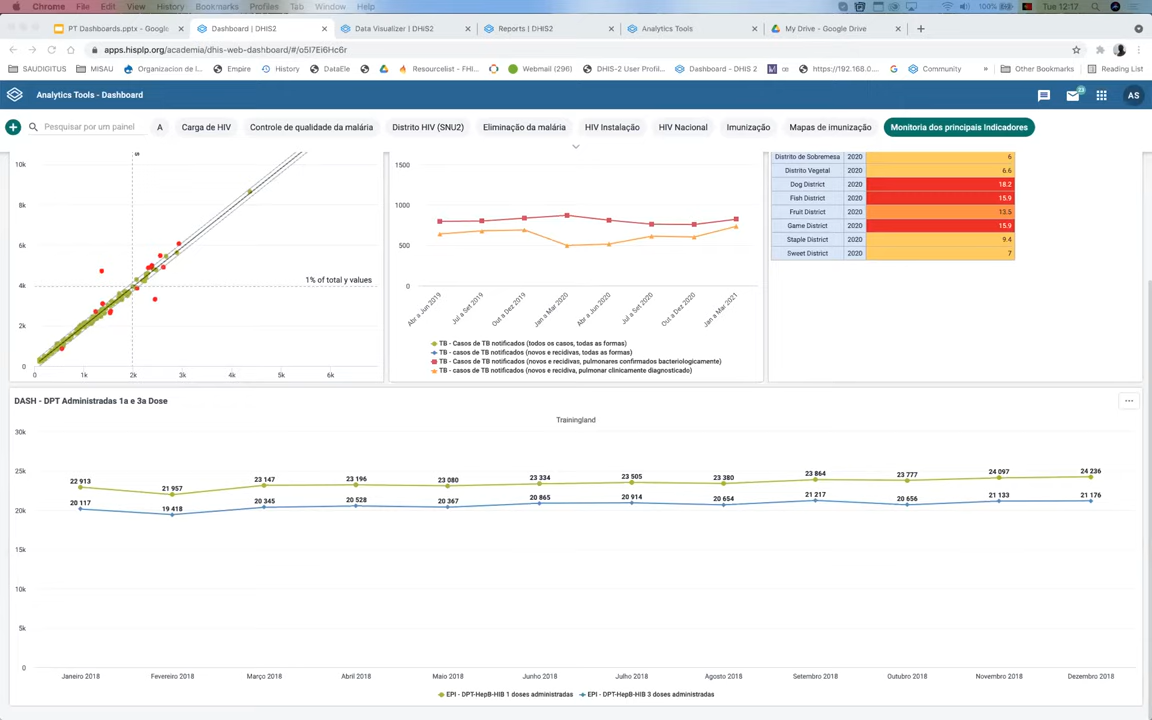 Chrome File Edit View History Bookmarks Profiles Tab Window Help 100% Tue 12:17
PT Dashboards.pptx - Google Dashboard | DHIS2 Data Visualizer | DHIS2 Reports | DHIS2 Analytics Tools My Drive - Google Drive
apps.hisplp.org/academia/dhis-web-dashboard/#/o5I7Ei6Hc6r
SAUDIGITUS MISAU Organizacion de l... Empire History DataEle Resourcelist - FHI... Webmail (296) DHIS-2 User Profil... Dashboard - DHIS 2 https://192.168.0.... Community » Other Bookmarks Reading List
Analytics Tools - Dashboard 23 AS
Pesquisar por um painel A Carga de HIV Controle de qualidade da malária Distrito HIV (SNU2) Eliminação da malária HIV Instalação HIV Nacional Imunização Mapas de imunização Monitoria dos principais Indicadores
10k
8k
6k
4k
2k
0
1% of total y values
0 1k 2k 3k 4k 5k 6k
1500
1000
500
0
Abr a Jun 2019 Jul a Set 2019 Out a Dez 2019 Jan a Mar 2020 Abr a Jun 2020 Jul a Set 2020 Out a Dez 2020 Jan a Mar 2021
TB - Casos de TB notificados (todos os casos, todas as formas)
TB - casos de TB notificados (novos e recidivas, todas as formas)
TB - Casos de TB notificados (novos e recidivas, pulmonares confirmados bacteriologicamente)
TB - Casos de TB notificados (novos e recidiva, pulmonar clinicamente diagnosticado)
Distrito de Sobremesa 2020 6
Distrito Vegetal 2020 6.6
Dog District 2020 18.2
Fish District 2020 15.9
Fruit District 2020 13.5
Game District 2020 15.9
Staple District 2020 9.4
Sweet District 2020 7
DASH - DPT Administradas 1a e 3a Dose
Trainingland
30k
25k
20k
15k
10k
5k
0
22 913 21 957 23 147 23 196 23 080 23 334 23 505 23 380 23 864 23 777 24 097 24 236
20 117 19 418 20 345 20 528 20 367 20 865 20 914 20 654 21 217 20 656 21 133 21 176
Janeiro 2018 Fevereiro 2018 Março 2018 Abril 2018 Maio 2018 Junho 2018 Julho 2018 Agosto 2018 Setembro 2018 Outubro 2018 Novembro 2018 Dezembro 2018
EPI - DPT-HepB-HIB 1 doses administradas EPI - DPT-HepB-HIB 3 doses administradas